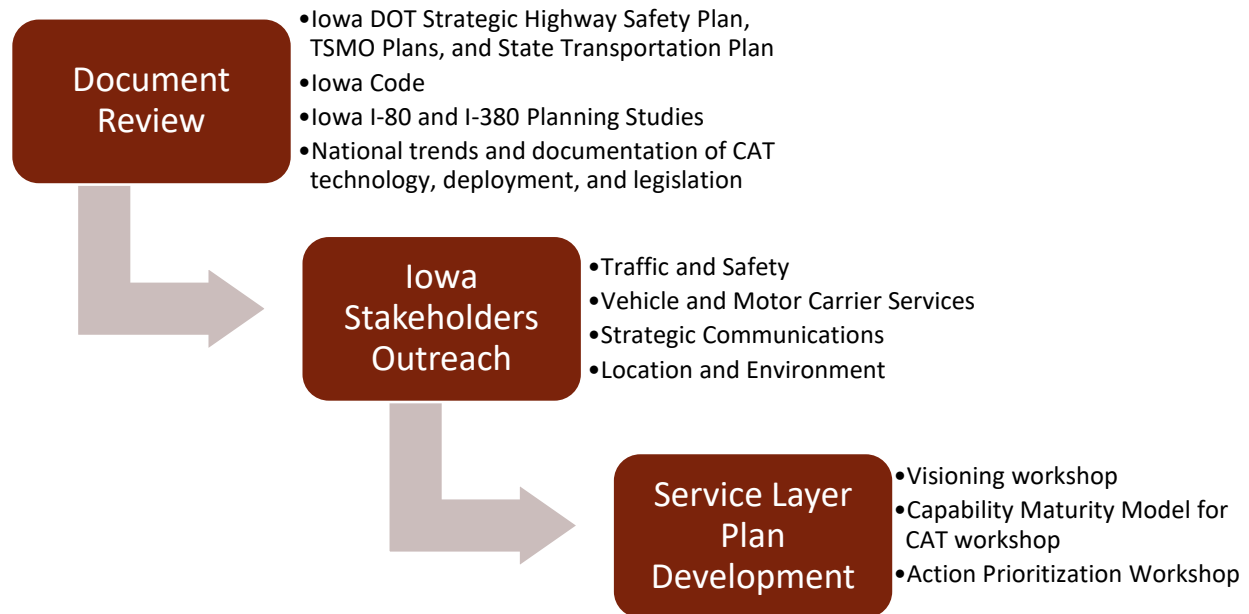 Document
Review
•Iowa DOT Strategic Highway Safety Plan,
TSMO Plans, and State Transportation Plan
•Iowa Code
•Iowa I-80 and I-380 Planning Studies
•National trends and documentation of CAT
technology, deployment, and legislation
Iowa
Stakeholders
Outreach
•Traffic and Safety
•Vehicle and Motor Carrier Services
•Strategic Communications
•Location and Environment
Service Layer
Plan
Development
•Visioning workshop
•Capability Maturity Model for
CAT workshop
•Action Prioritization Workshop